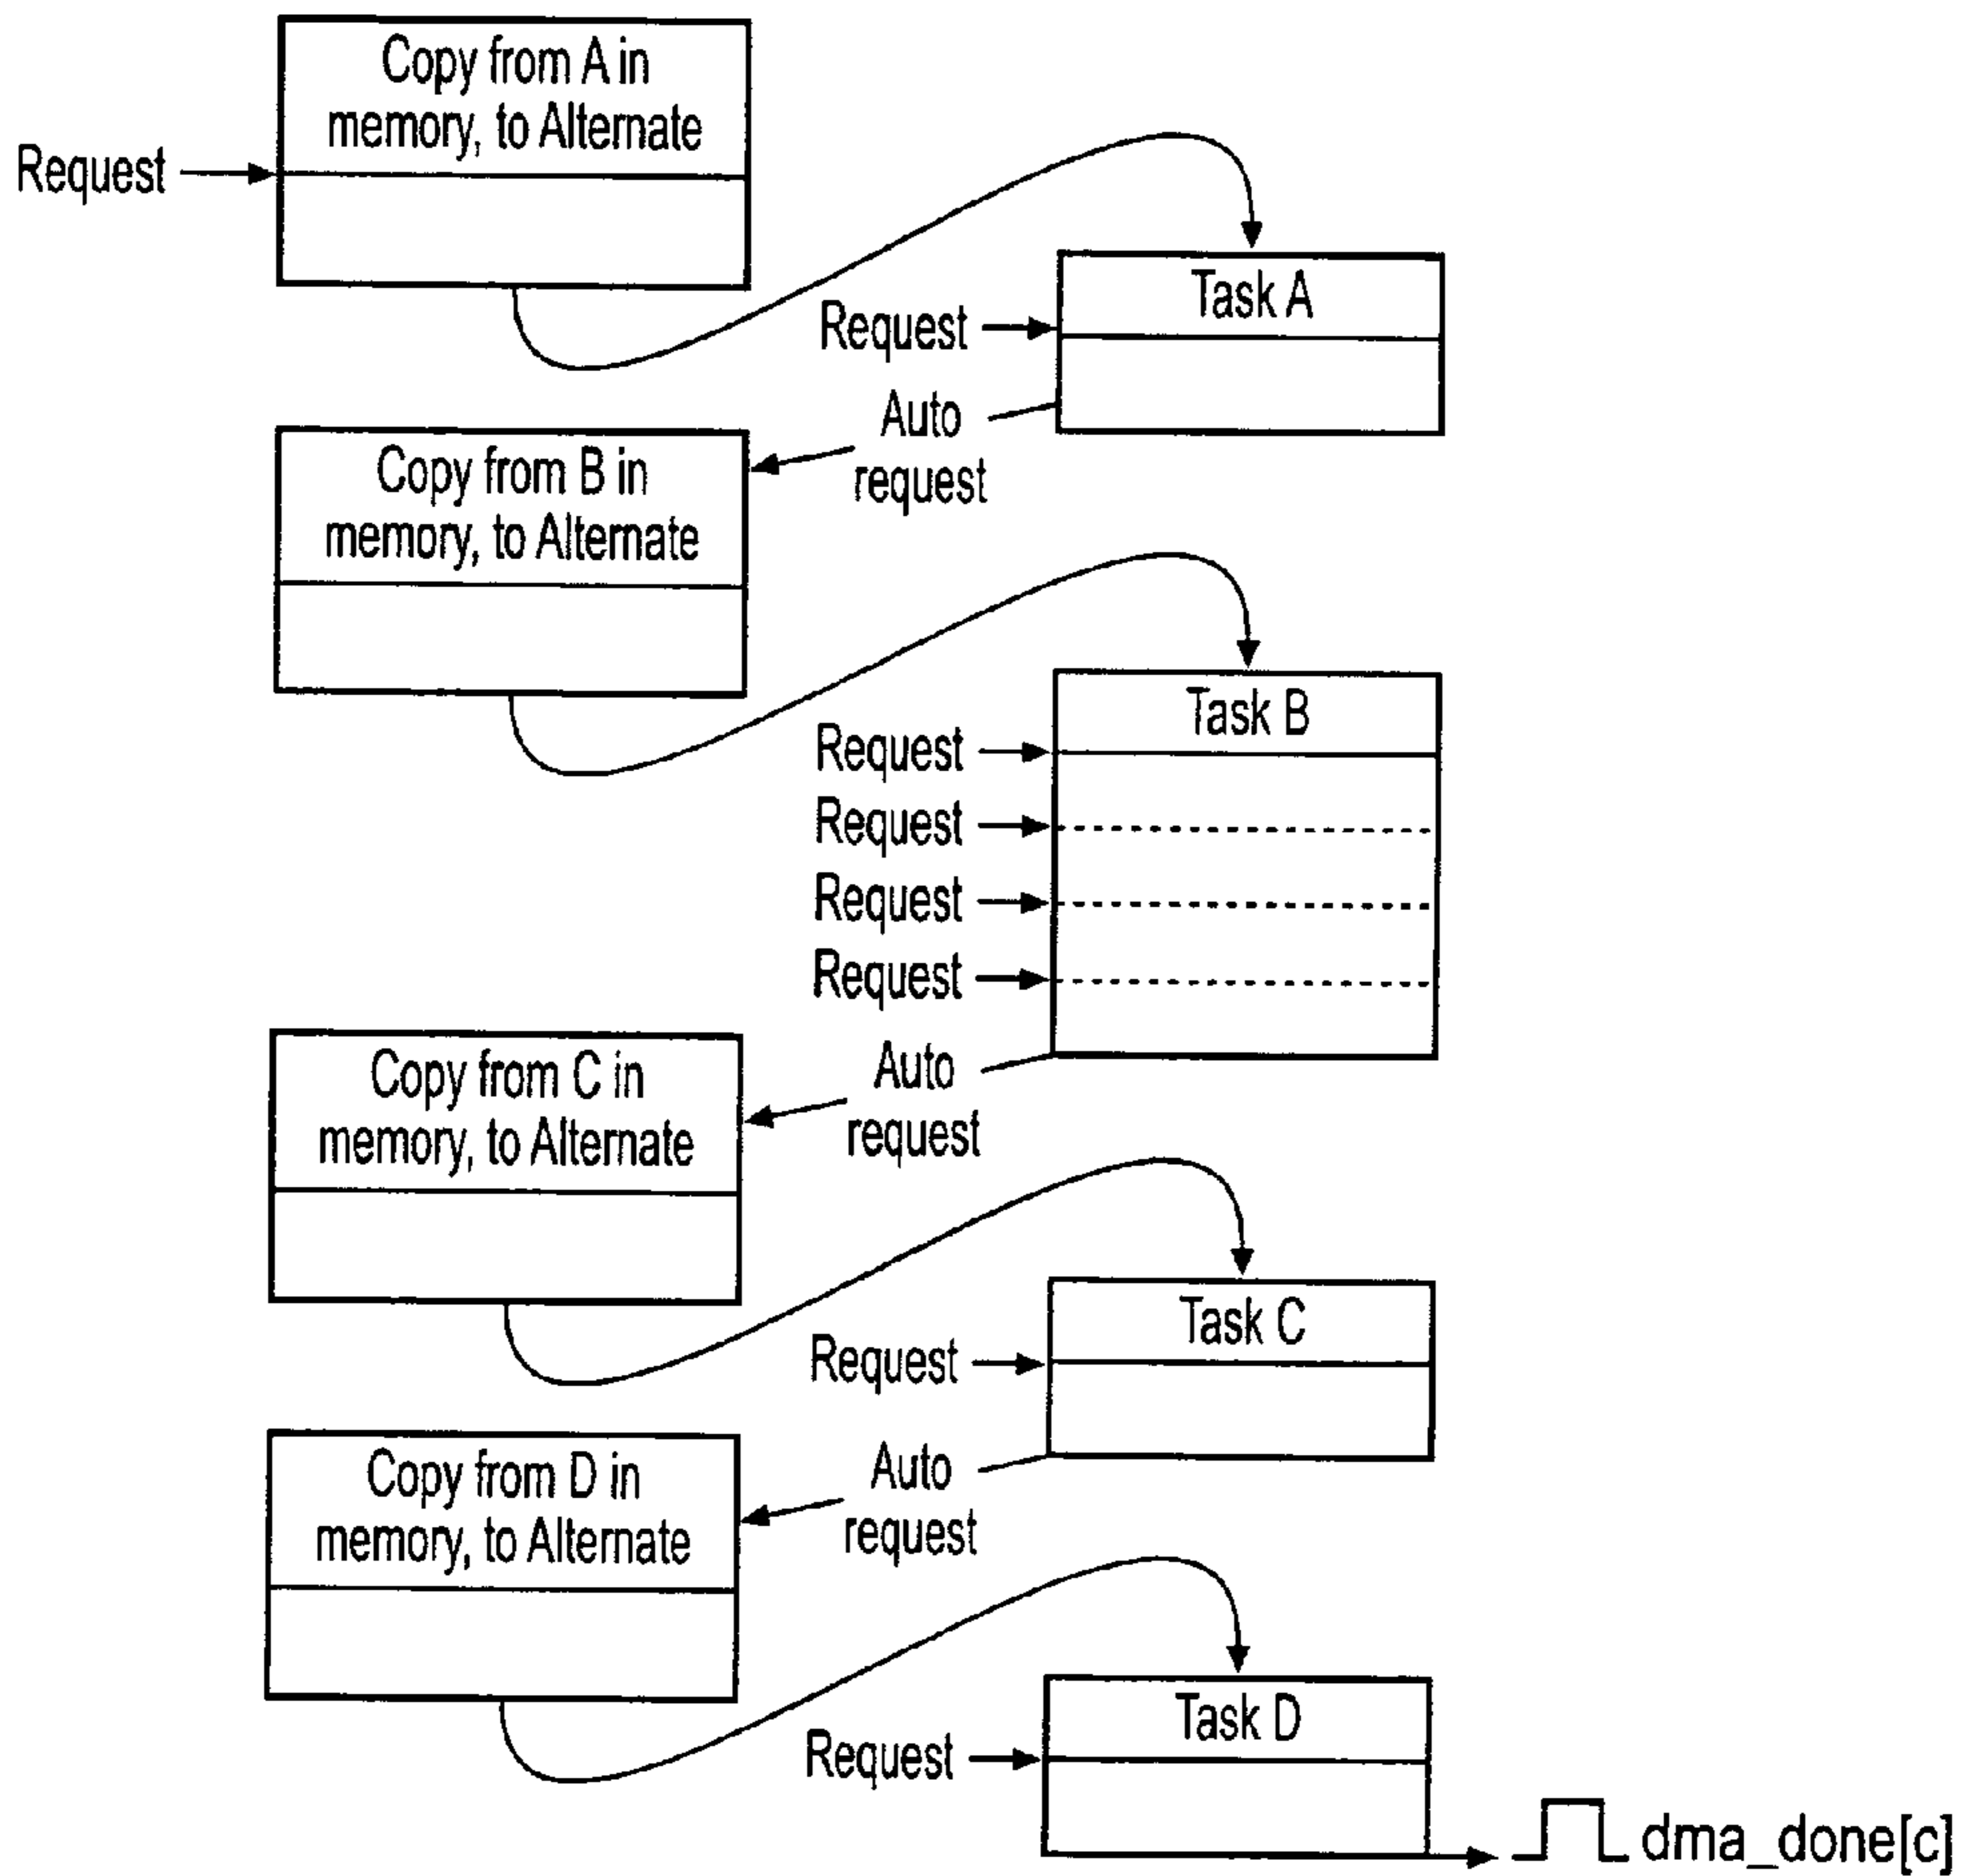 Copy from A in
memory, to Alternate
Request
Task A
Request
Auto
request
Copy from B in
memory, to Alternate
Task B
Request
Request
Request
Request
Auto
request
Copy from C in
memory, to Alternate
Task C
Request
Auto
request
Copy from D in
memory, to Alternate
Task D
Request
dma_done[c]